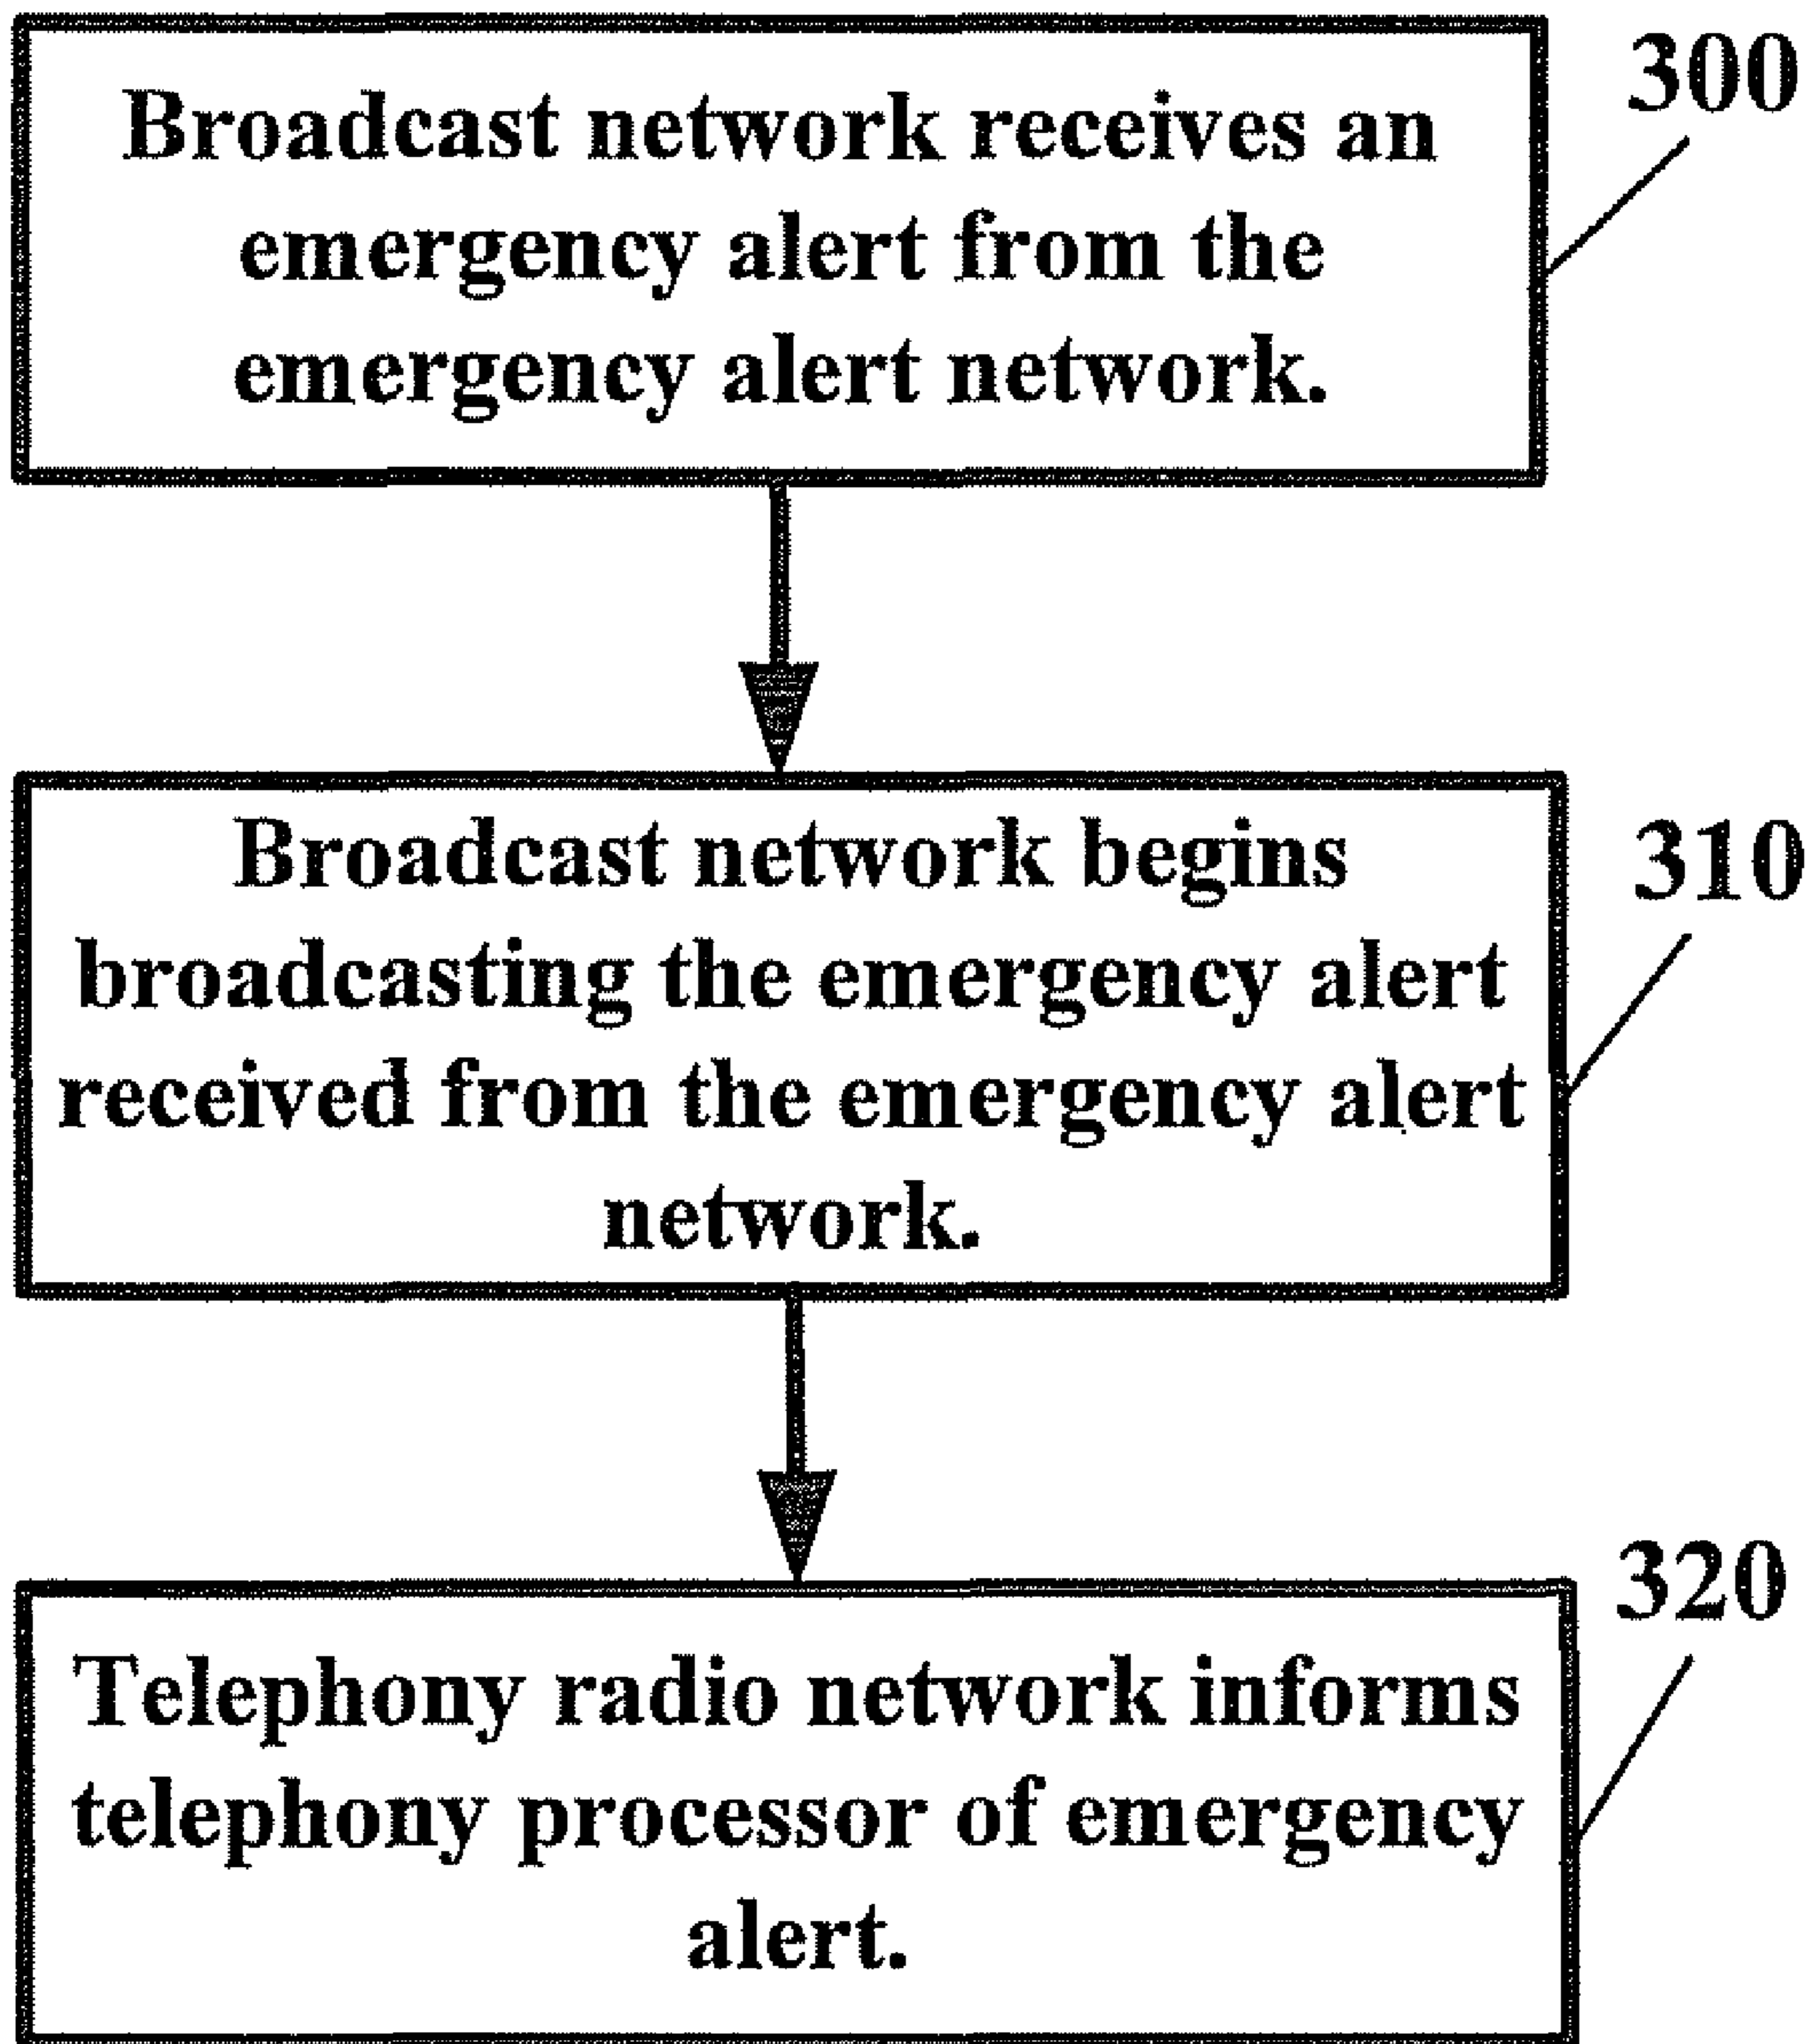 Broadcast network receives an
emergency alert from the
emergency alert network.
300
Broadcast network begins
broadcasting the emergency alert
received from the emergency alert
network.
310
Telephony radio network informs
telephony processor of emergency
alert.
320